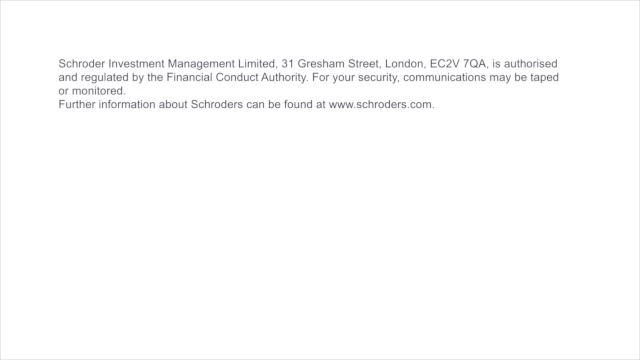 Schroder Investment Management Limited, 31 Gresham Street, London, EC2V 7QA, is authorised
and regulated by the Financial Conduct Authority. For your security, communications may be taped
or monitored.
Further information about Schroders can be found at www.schroders.com.